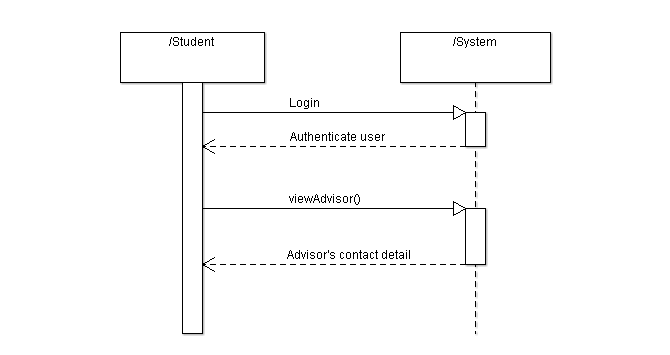 /Student
/System
Login
Authenticate user
viewAdvisor()
Advisor's contact detail